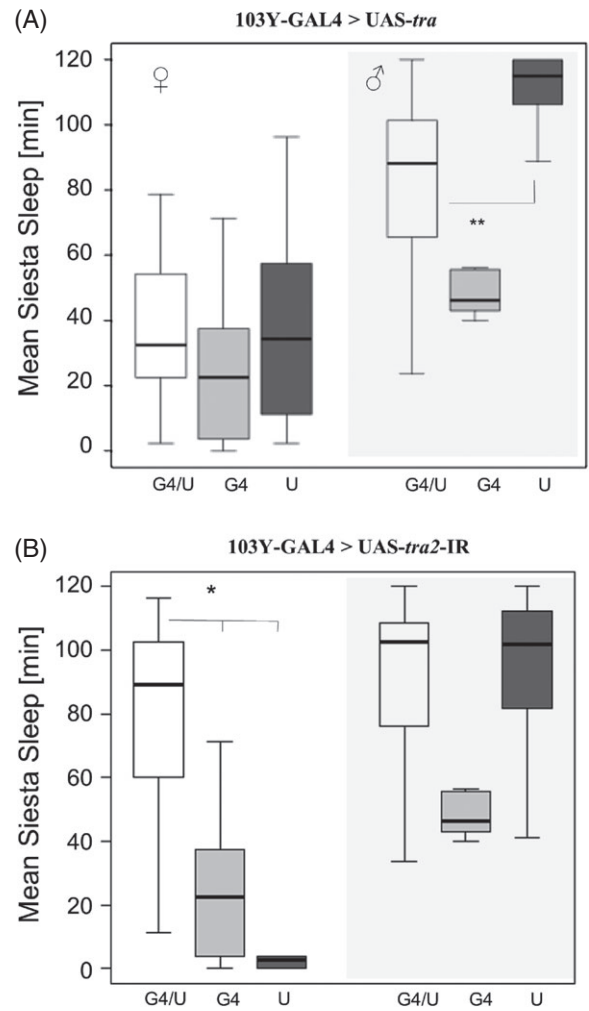 (A)
103Y-GAL4 > UAS-tra
Mean Siesta Sleep [min]
120
100
80
60
40
20
0
♀
♂
**
G4/U G4 U G4/U G4 U
(B)
103Y-GAL4 > UAS-tra2-IR
Mean Siesta Sleep [min]
120
100
80
60
40
20
0
*
G4/U G4 U G4/U G4 U